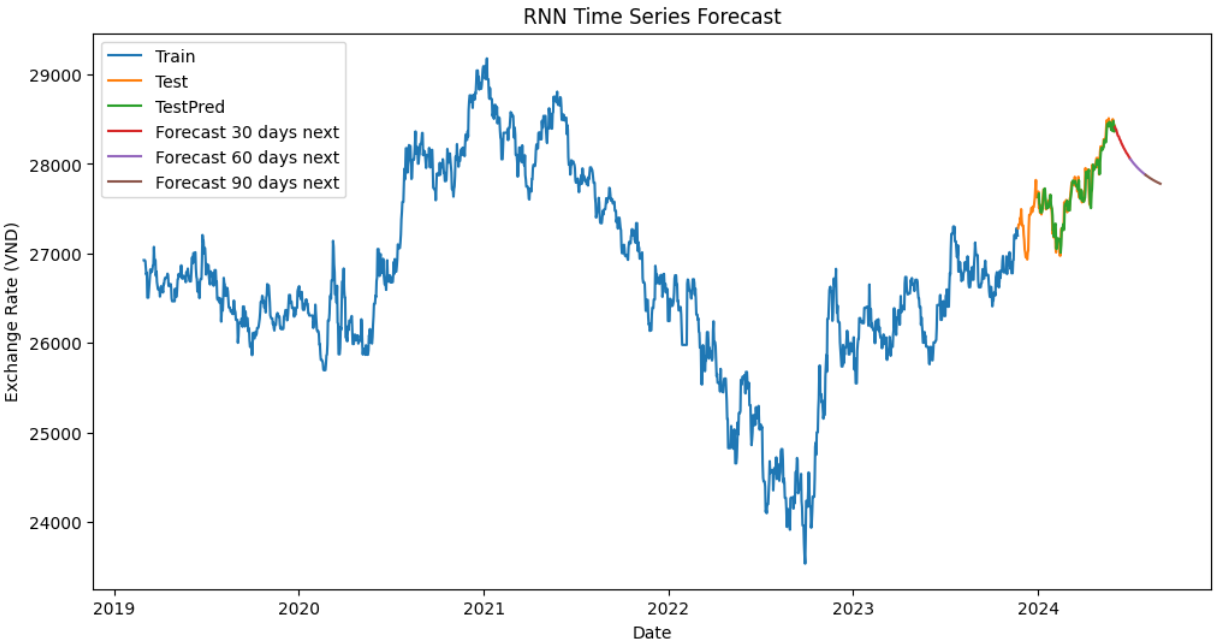 RNN Time Series Forecast
Train
Test
TestPred
Forecast 30 days next
Forecast 60 days next
Forecast 90 days next
Exchange Rate (VND)
29000
28000
27000
26000
25000
24000
2019 2020 2021 2022 2023 2024
Date